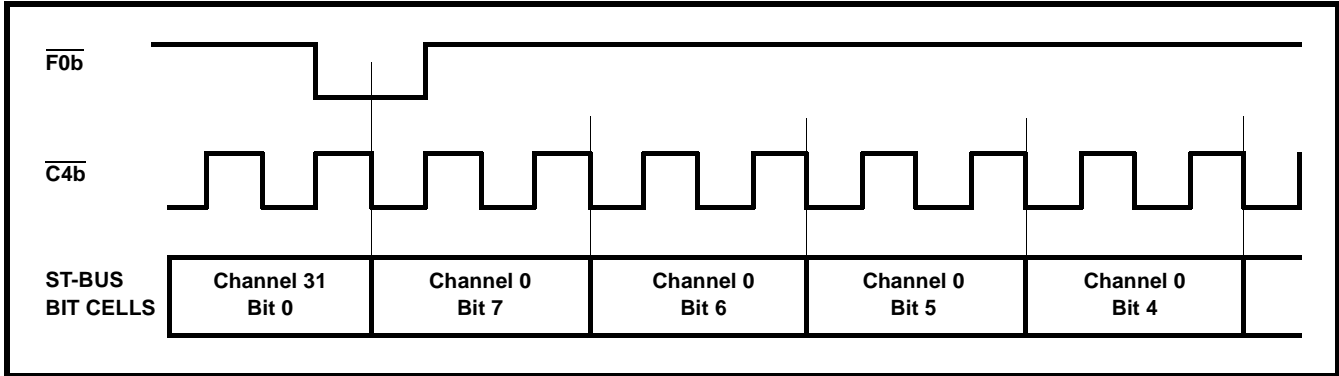 F0b
C4b
ST-BUS
BIT CELLS
Channel 31
Bit 0
Channel 0
Bit 7
Channel 0
Bit 6
Channel 0
Bit 5
Channel 0
Bit 4